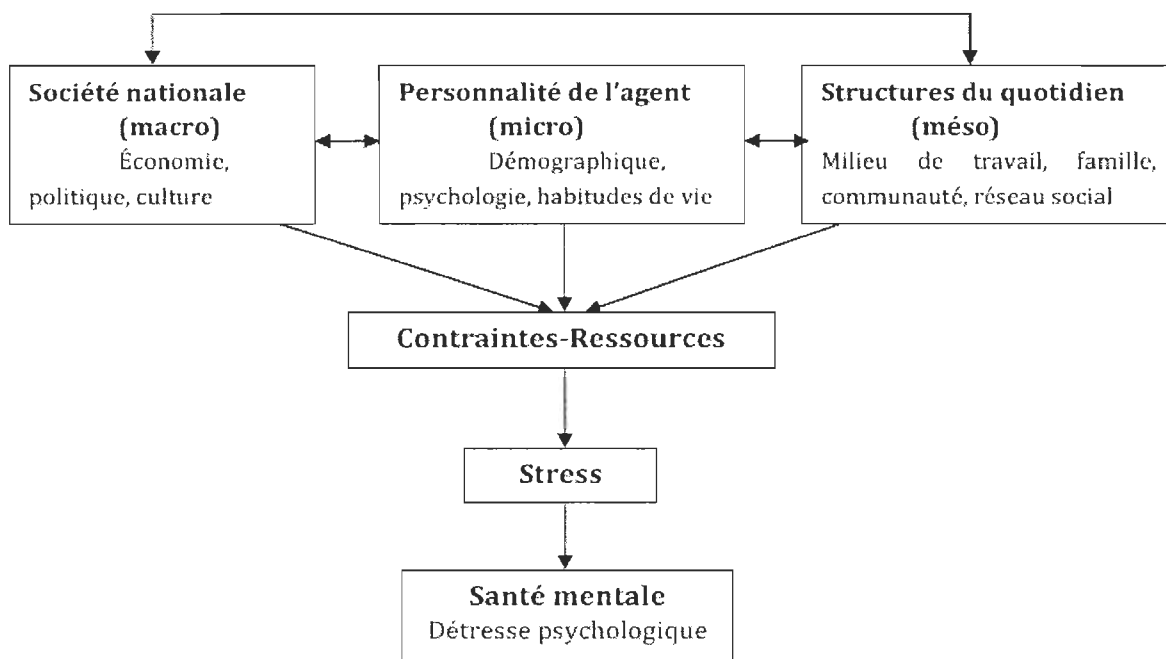 Société nationale
(macro)
Économie,
politique, culture
Personnalité de l'agent
(micro)
Démographique,
psychologie, habitudes de vie
Structures du quotidien
(méso)
Milieu de travail, famille,
communauté, réseau social
Contraintes-Ressources
Stress
Santé mentale
Détresse psychologique